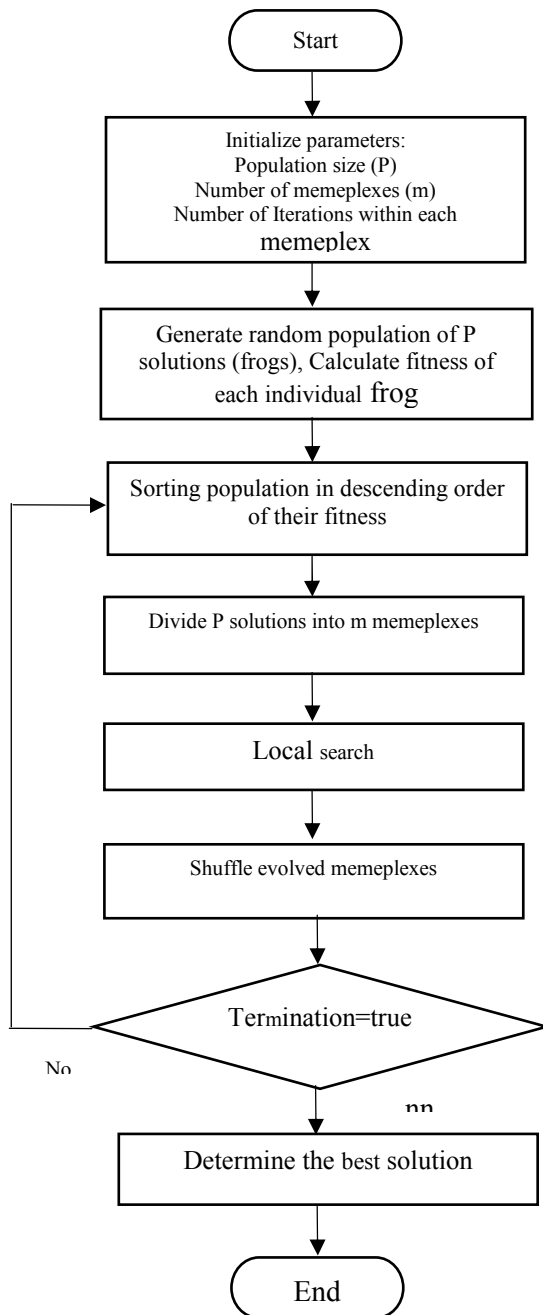 Start
Initialize parameters:
Population size (P)
Number of memeplexes (m)
Number of Iterations within each
memeplex
Generate random population of P
solutions (frogs), Calculate fitness of
each individual frog
Sorting population in descending order
of their fitness
Divide P solutions into m memeplexes
Local search
Shuffle evolved memeplexes
Termination=true
No
Determine the best solution
End